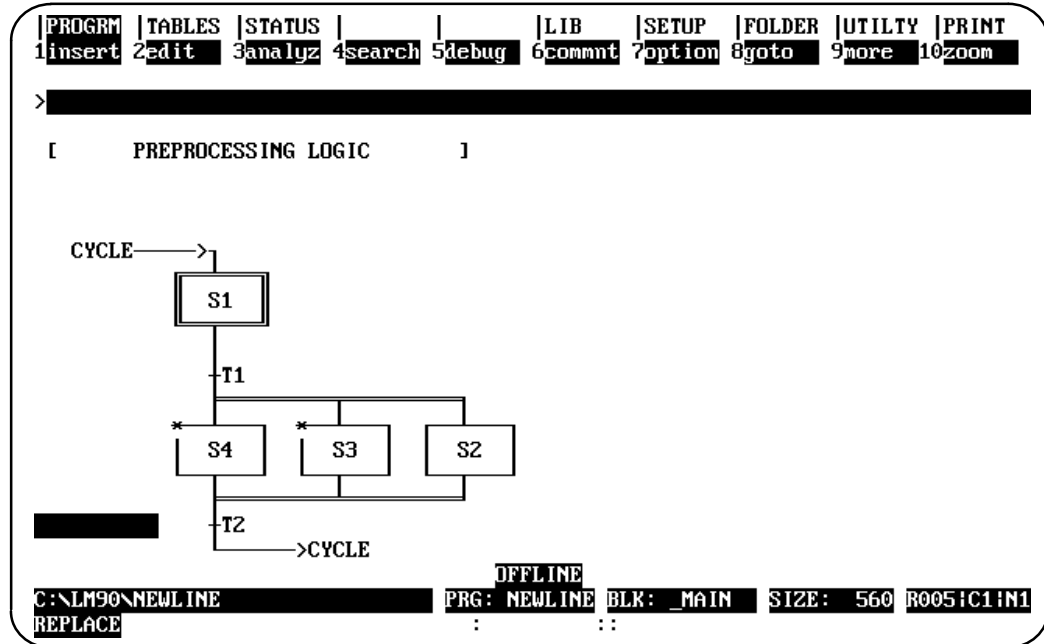 |PROGRM |TABLES |STATUS | | |LIB |SETUP |FOLDER |UTILTY |PRINT
1insert 2edit 3analyz 4search 5debug 6commnt 7option 8goto 9more 10zoom
>
[ PREPROCESSING LOGIC ]
CYCLE
S1
T1
S4 S3 S2
T2
>CYCLE
OFFLINE
C:\LM90\NEWLINE PRG: NEWLINE BLK: _MAIN SIZE: 560 R005¦C1¦N1
REPLACE : ::